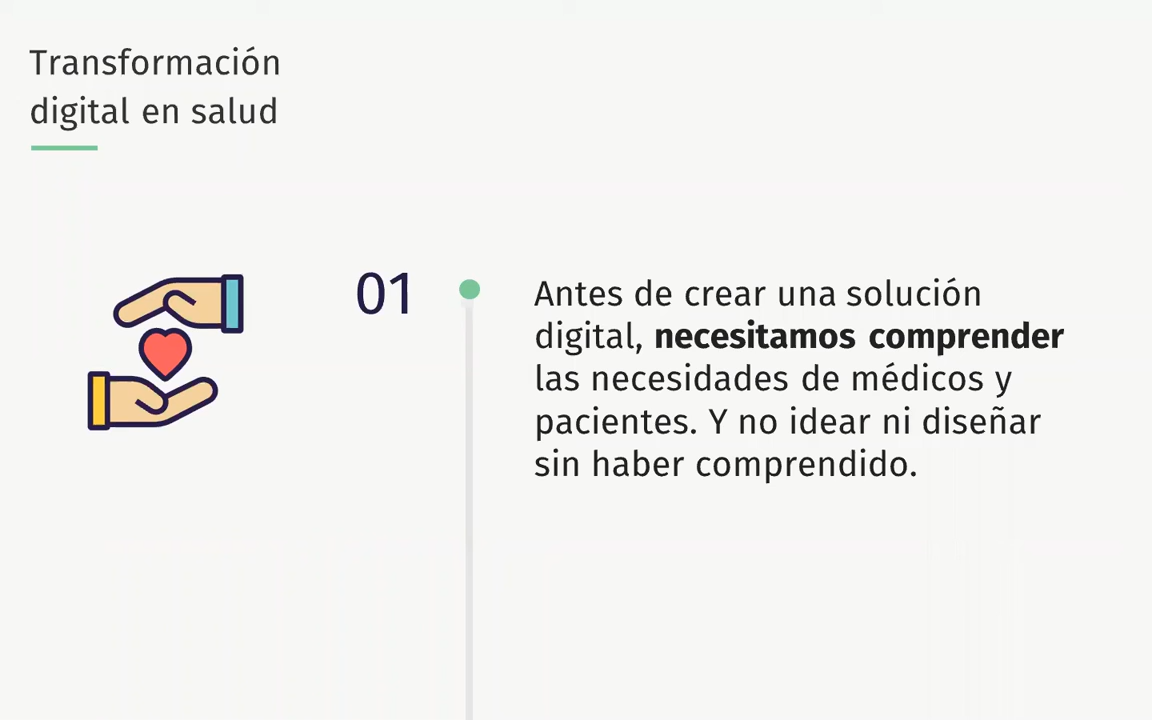 Transformación
digital en salud
01
Antes de crear una solución
digital, necesitamos comprender
las necesidades de médicos y
pacientes. Y no idear ni diseñar
sin haber comprendido.